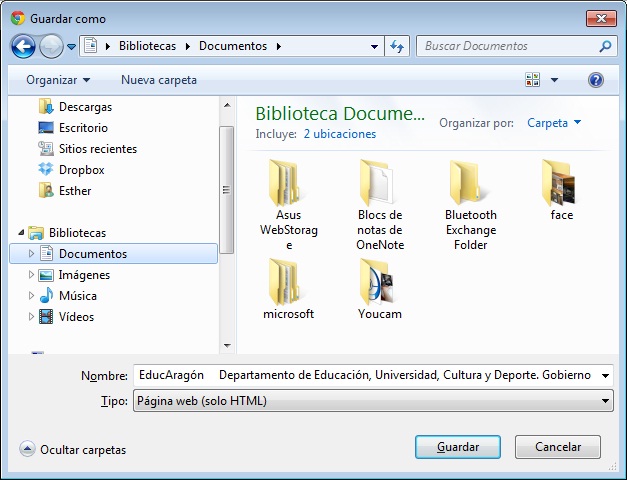 Guardar como
Bibliotecas Documentos
Buscar Documentos
Organizar Nueva carpeta
Descargas
Escritorio
Sitios recientes
Dropbox
Esther
Bibliotecas
Documentos
Imágenes
Música
Vídeos
Biblioteca Docume...
Incluye: 2 ubicaciones
Organizar por: Carpeta
Asus
WebStorag
e
Blocs de
notas de
OneNote
Bluetooth
Exchange
Folder
face
microsoft
Youcam
Nombre: EducAragón Departamento de Educación, Universidad, Cultura y Deporte. Gobierno
Tipo: Página web (solo HTML)
Ocultar carpetas
Guardar
Cancelar